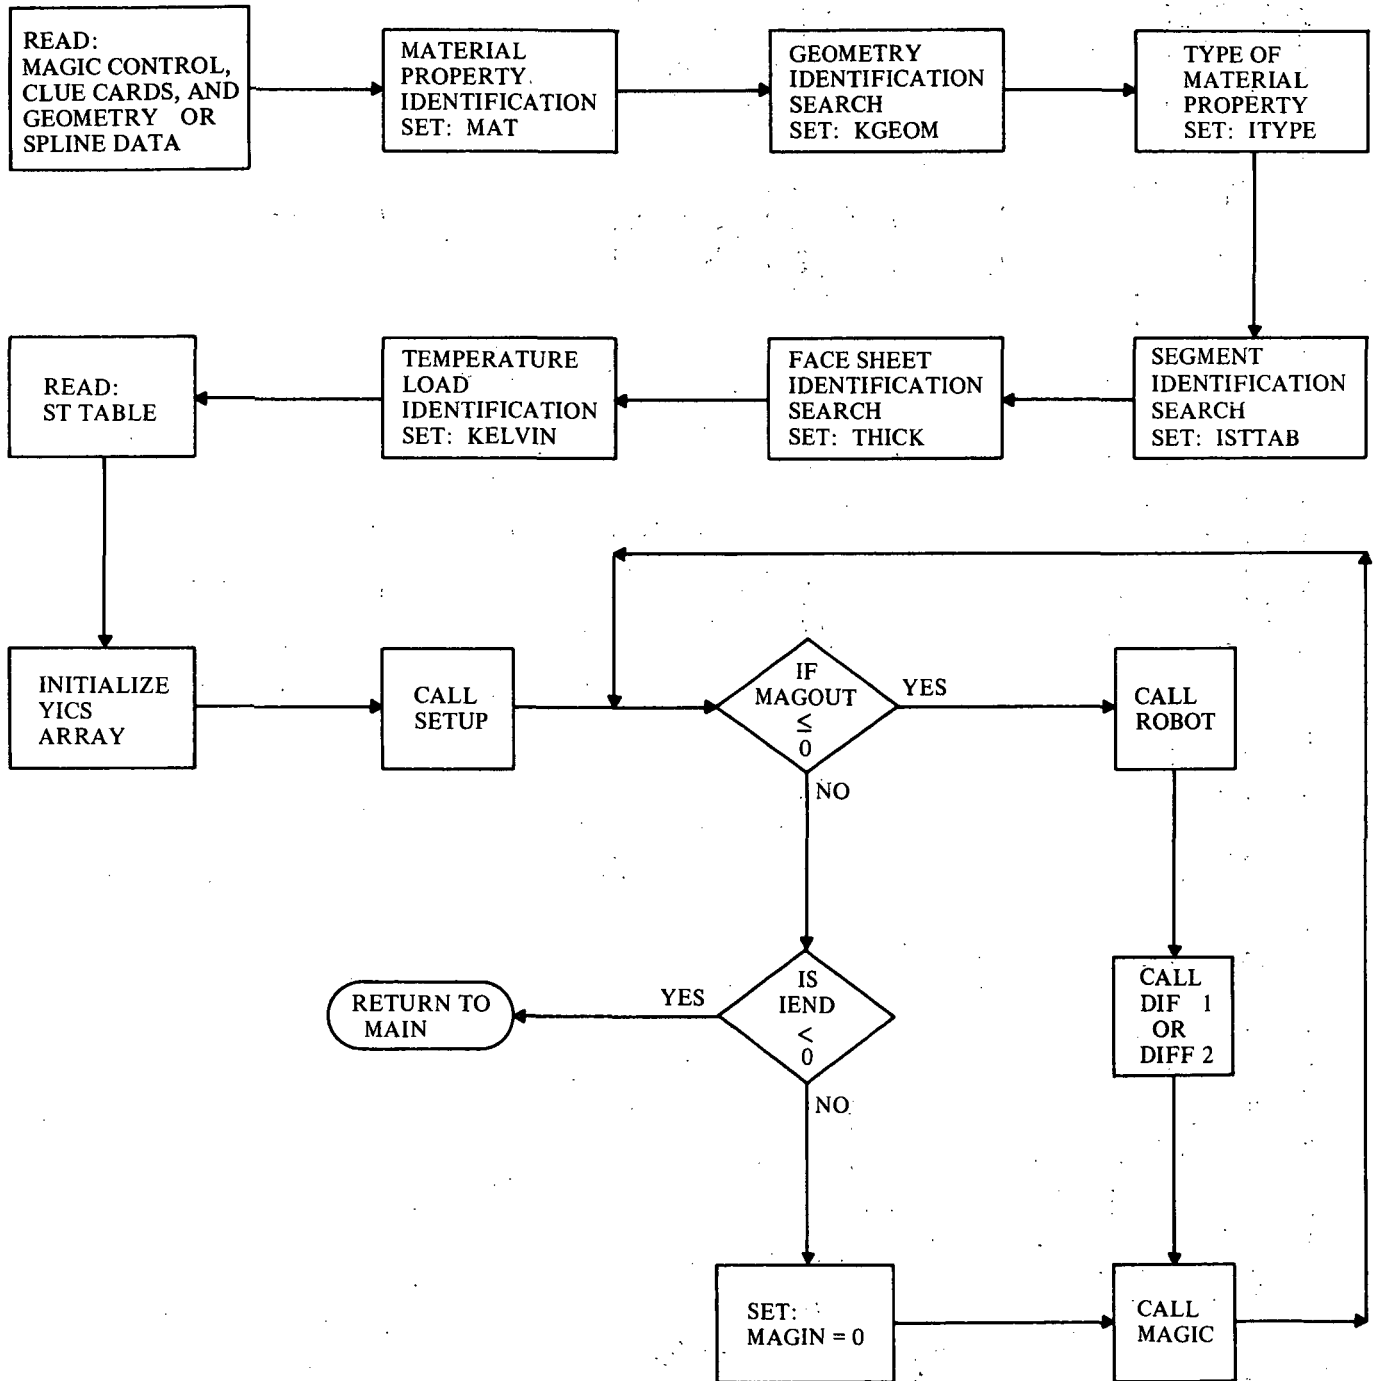 READ:
MAGIC CONTROL,
CLUE CARDS, AND
GEOMETRY OR
SPLINE DATA
MATERIAL
PROPERTY
IDENTIFICATION
SET: MAT
GEOMETRY
IDENTIFICATION
SEARCH
SET: KGEOM
TYPE OF
MATERIAL
PROPERTY
SET: ITYPE
SEGMENT
IDENTIFICATION
SEARCH
SET: ISTTAB
FACE SHEET
IDENTIFICATION
SEARCH
SET: THICK
TEMPERATURE
LOAD
IDENTIFICATION
SET: KELVIN
READ:
ST TABLE
INITIALIZE
YICS
ARRAY
CALL
SETUP
IF
MAGOUT
≤
0
YES
NO
CALL
ROBOT
CALL
DIF 1
OR
DIFF 2
IS
IEND
<
0
YES
NO
RETURN TO
MAIN
SET:
MAGIN = 0
CALL
MAGIC